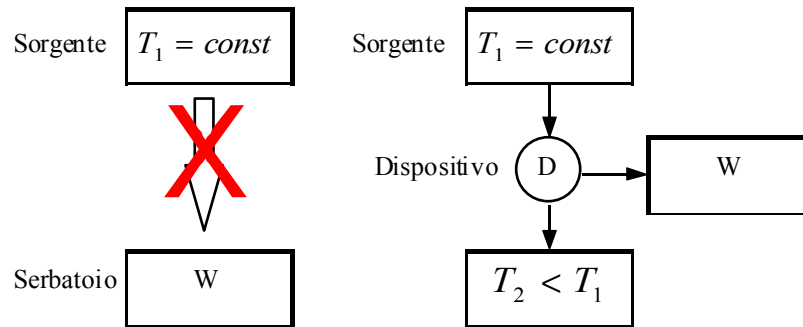 Sorgente
T₁ = const
Serbatoio
W
Sorgente
T₁ = const
Dispositivo
D
W
T₂ < T₁